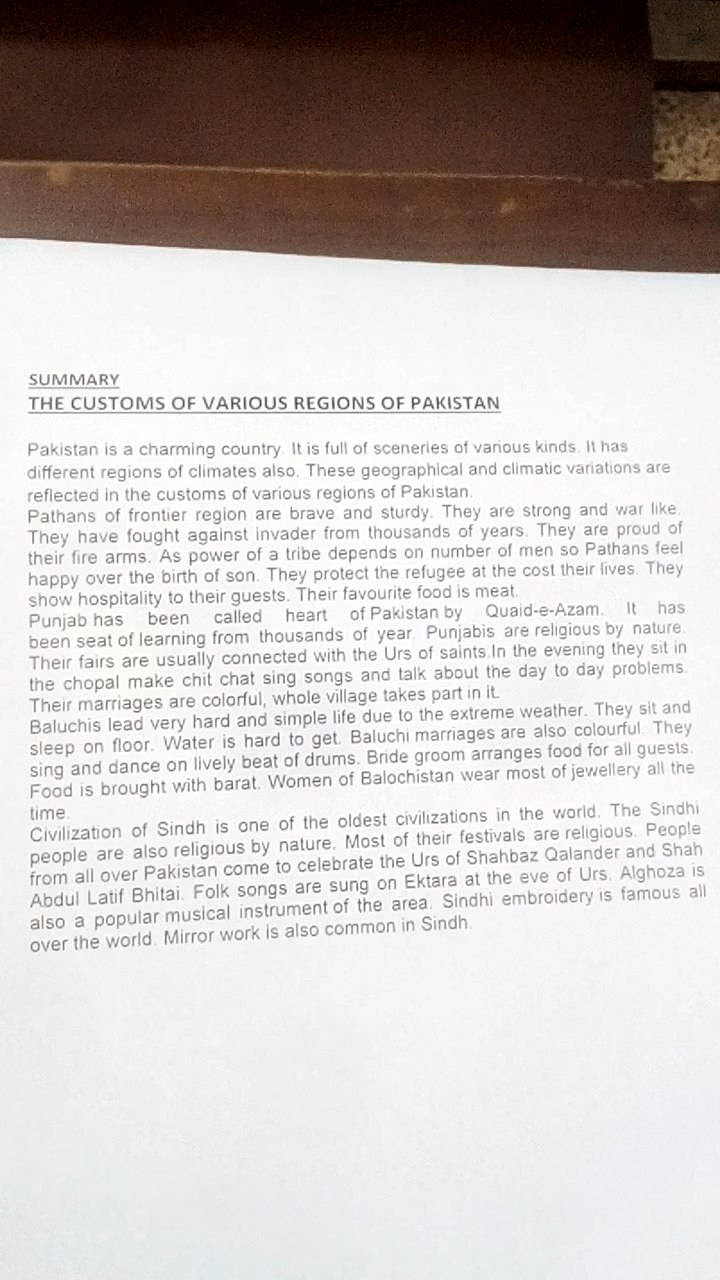 SUMMARY
THE CUSTOMS OF VARIOUS REGIONS OF PAKISTAN
Pakistan is a charming country. It is full of sceneries of various kinds. It has
different regions of climates also. These geographical and climatic variations are
reflected in the customs of various regions of Pakistan.
Pathans of frontier region are brave and sturdy. They are strong and war like.
They have fought against invader from thousands of years. They are proud of
their fire arms. As power of a tribe depends on number of men so Pathans feel
happy over the birth of son. They protect the refugee at the cost their lives. They
show hospitality to their guests. Their favourite food is meat.
Punjab has been called heart of Pakistan by Quaid-e-Azam. It has
been seat of learning from thousands of year. Punjabis are religious by nature.
Their fairs are usually connected with the Urs of saints.In the evening they sit in
the chopal make chit chat sing songs and talk about the day to day problems.
Their marriages are colorful, whole village takes part in it.
Baluchis lead very hard and simple life due to the extreme weather. They sit and
sleep on floor. Water is hard to get. Baluchi marriages are also colourful. They
sing and dance on lively beat of drums. Bride groom arranges food for all guests.
Food is brought with barat. Women of Balochistan wear most of jewellery all the
time.
Civilization of Sindh is one of the oldest civilizations in the world. The Sindhi
people are also religious by nature. Most of their festivals are religious. People
from all over Pakistan come to celebrate the Urs of Shahbaz Qalander and Shah
Abdul Latif Bhitai. Folk songs are sung on Ektara at the eve of Urs. Alghoza is
also a popular musical instrument of the area. Sindhi embroidery is famous all
over the world. Mirror work is also common in Sindh.